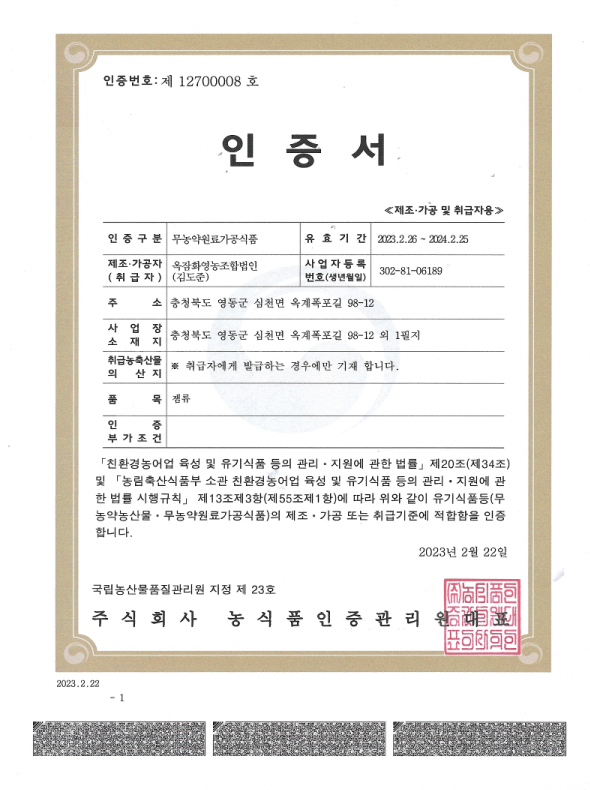 인증번호: 제 12700008 호
인 증 서
≪제조·가공 및 취급자용≫
인 증 구 분 무농약원료가공식품 유 효 기 간 2023.2.26 ~ 2024.2.25
제조·가공자 (취급자) 옥잠화영농조합법인 (김도준) 사업자등록 번호(생년월일) 302-81-06189
주 소 충청북도 영동군 심천면 옥계폭포길 98-12
사 업 장 소 재 지 충청북도 영동군 심천면 옥계폭포길 98-12 외 1필지
취급농축산물 의 산 지 ※ 취급자에게 발급하는 경우에만 기재 합니다.
품 목 잼류
인 증 부 가 조 건
「친환경농어업 육성 및 유기식품 등의 관리·지원에 관한 법률」제20조(제34조)
및 「농림축산식품부 소관 친환경농어업 육성 및 유기식품 등의 관리·지원에 관
한 법률 시행규칙」 제13조제3항(제55조제1항)에 따라 위와 같이 유기식품등(무
농약농산물·무농약원료가공식품)의 제조·가공 또는 취급기준에 적합함을 인증
합니다.
2023년 2월 22일
국립농산물품질관리원 지정 제 23호
주식회사 농식품인증관리원대표
2023.2.22
- 1